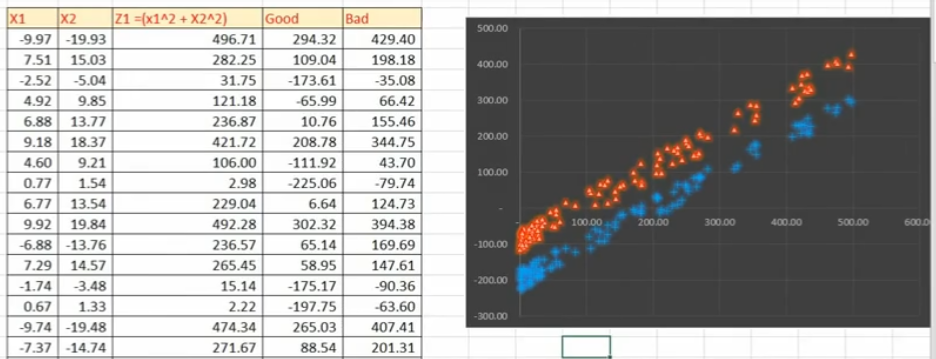 X1 X2 Z1 =(x1^2 + X2^2) Good Bad
-9.97 -19.93 496.71 294.32 429.40
7.51 15.03 282.25 109.04 198.18
-2.52 -5.04 31.75 -173.61 -35.08
4.92 9.85 121.18 -65.99 66.42
6.88 13.77 236.87 10.76 155.46
9.18 18.37 421.72 208.78 344.75
4.60 9.21 106.00 -111.92 43.70
0.77 1.54 2.98 -225.06 -79.74
6.77 13.54 229.04 6.64 124.73
9.92 19.84 492.28 302.32 394.38
-6.88 -13.76 236.57 65.14 169.69
7.29 14.57 265.45 58.95 147.61
-1.74 -3.48 15.14 -175.17 -90.36
0.67 1.33 2.22 -197.75 -63.60
-9.74 -19.48 474.34 265.03 407.41
-7.37 -14.74 271.67 88.54 201.31
500.00
400.00
300.00
200.00
100.00
-
-100.00
-200.00
-300.00
- 100.00 200.00 300.00 400.00 500.00 600.0